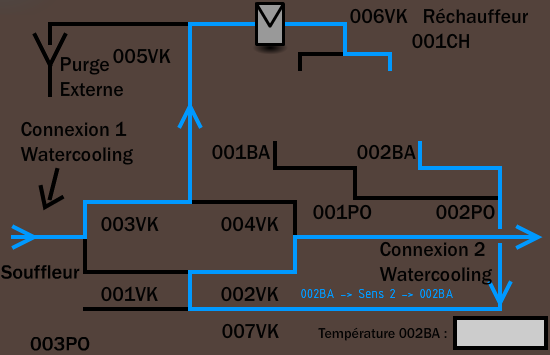 006VK Réchauffeur
001CH
005VK
Purge
Externe
Connexion 1
Watercooling
001BA
002BA
003VK
004VK
001PO
002PO
Connexion 2
Watercooling
Souffleur
001VK
002VK
002BA -> Sens 2 -> 002BA
007VK
Température 002BA :
003PO